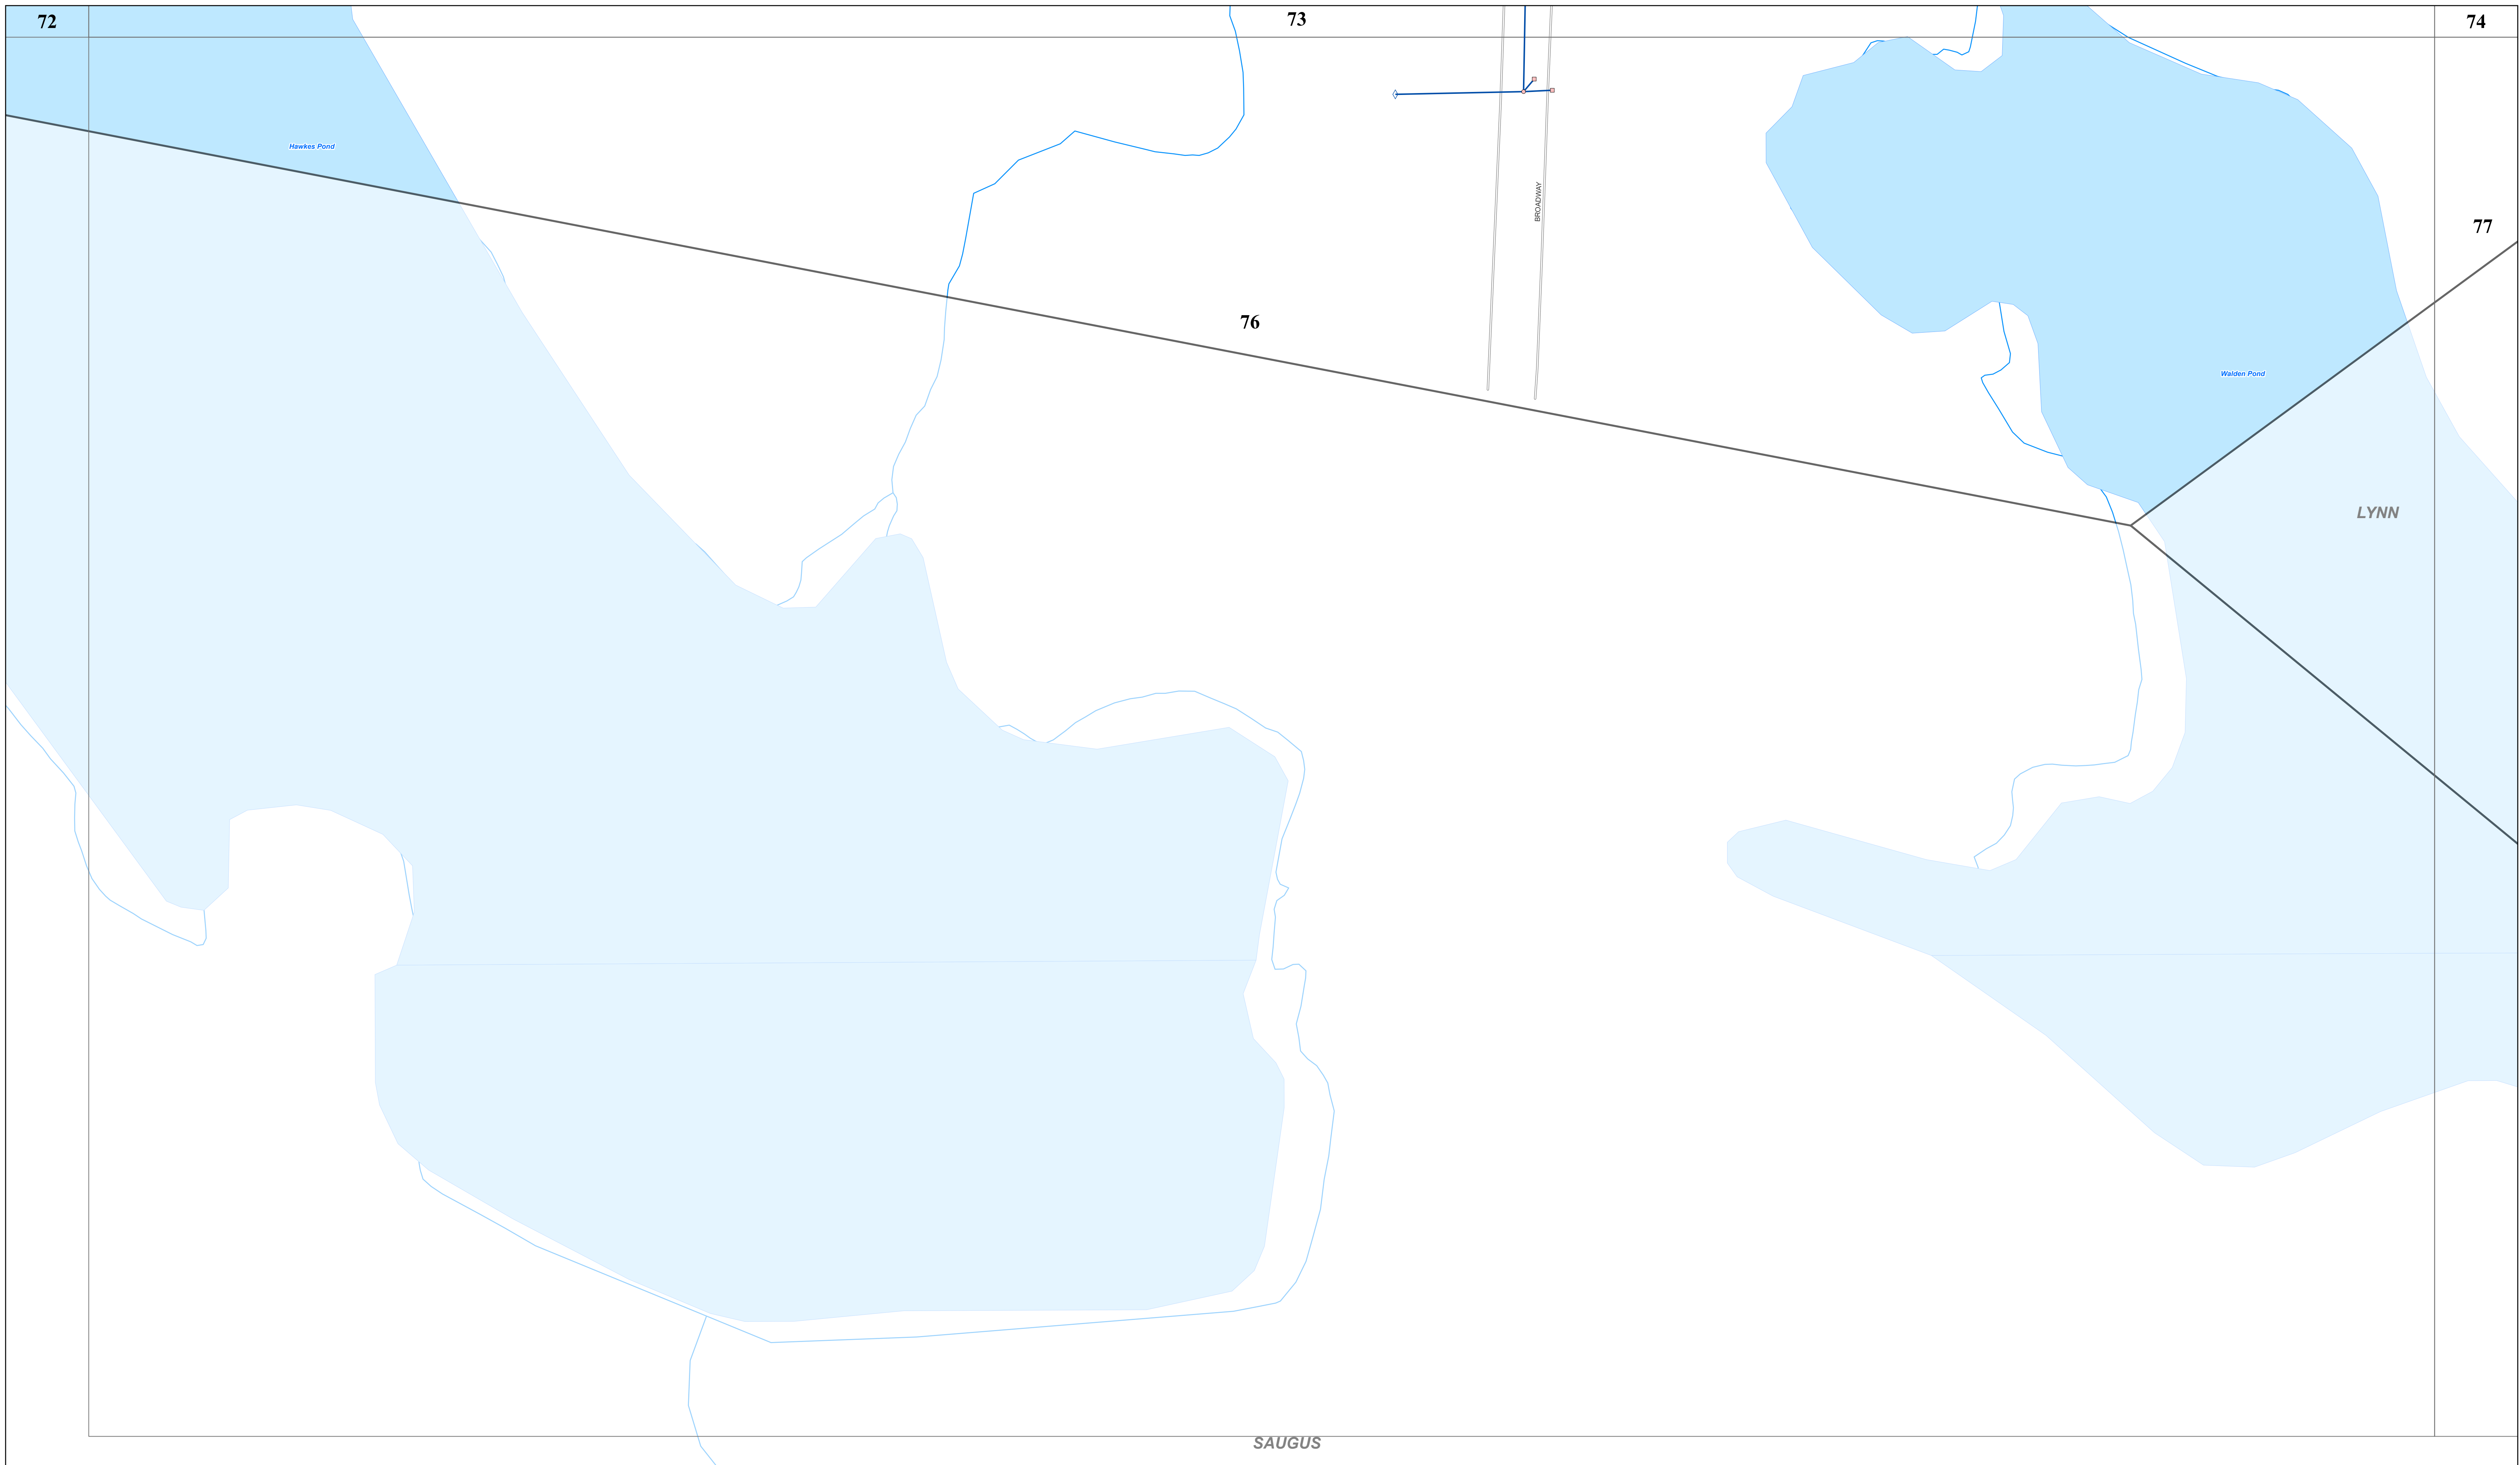 72
73
74
Hawkes Pond
BROADWAY
77
76
Walden Pond
LYNN
SAUGUS